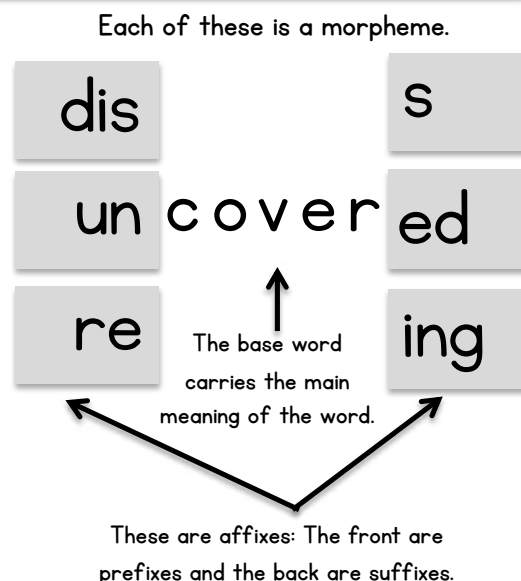 Each of these is a morpheme.
dis
s
un cover ed
re
ing
The base word
carries the main
meaning of the word.
These are affixes: The front are
prefixes and the back are suffixes.